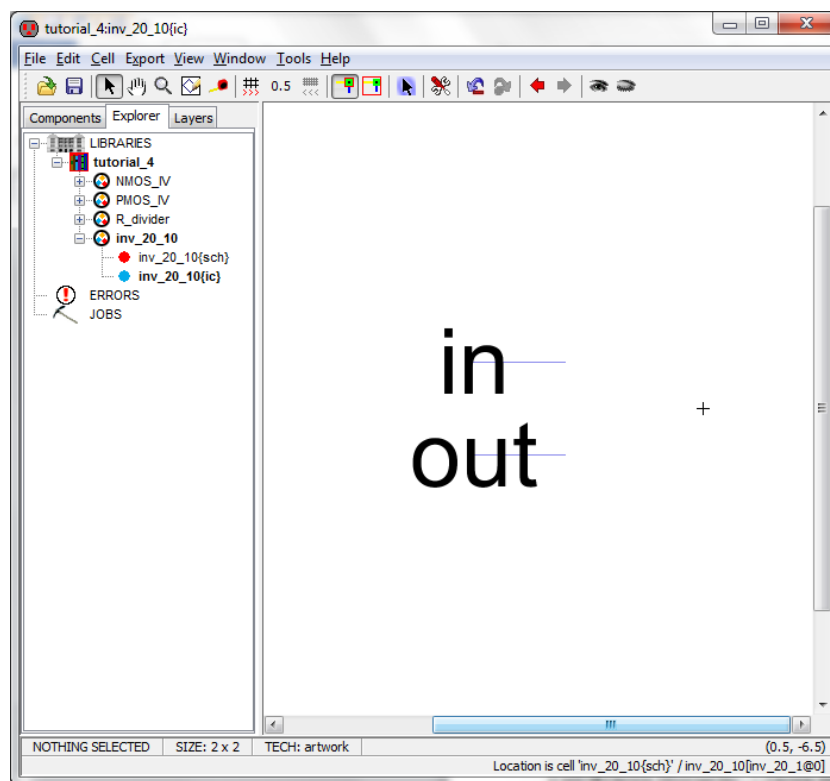 tutorial_4:inv_20_10{ic}
File Edit Cell Export View Window Tools Help
0.5
Components Explorer Layers
LIBRARIES
tutorial_4
NMOS_IV
PMOS_IV
R_divider
inv_20_10
inv_20_10{sch}
inv_20_10{ic}
ERRORS
JOBS
in
out
NOTHING SELECTED SIZE: 2 x 2 TECH: artwork (0.5, -6.5)
Location is cell 'inv_20_10{sch}' / inv_20_10[inv_20_1@0]